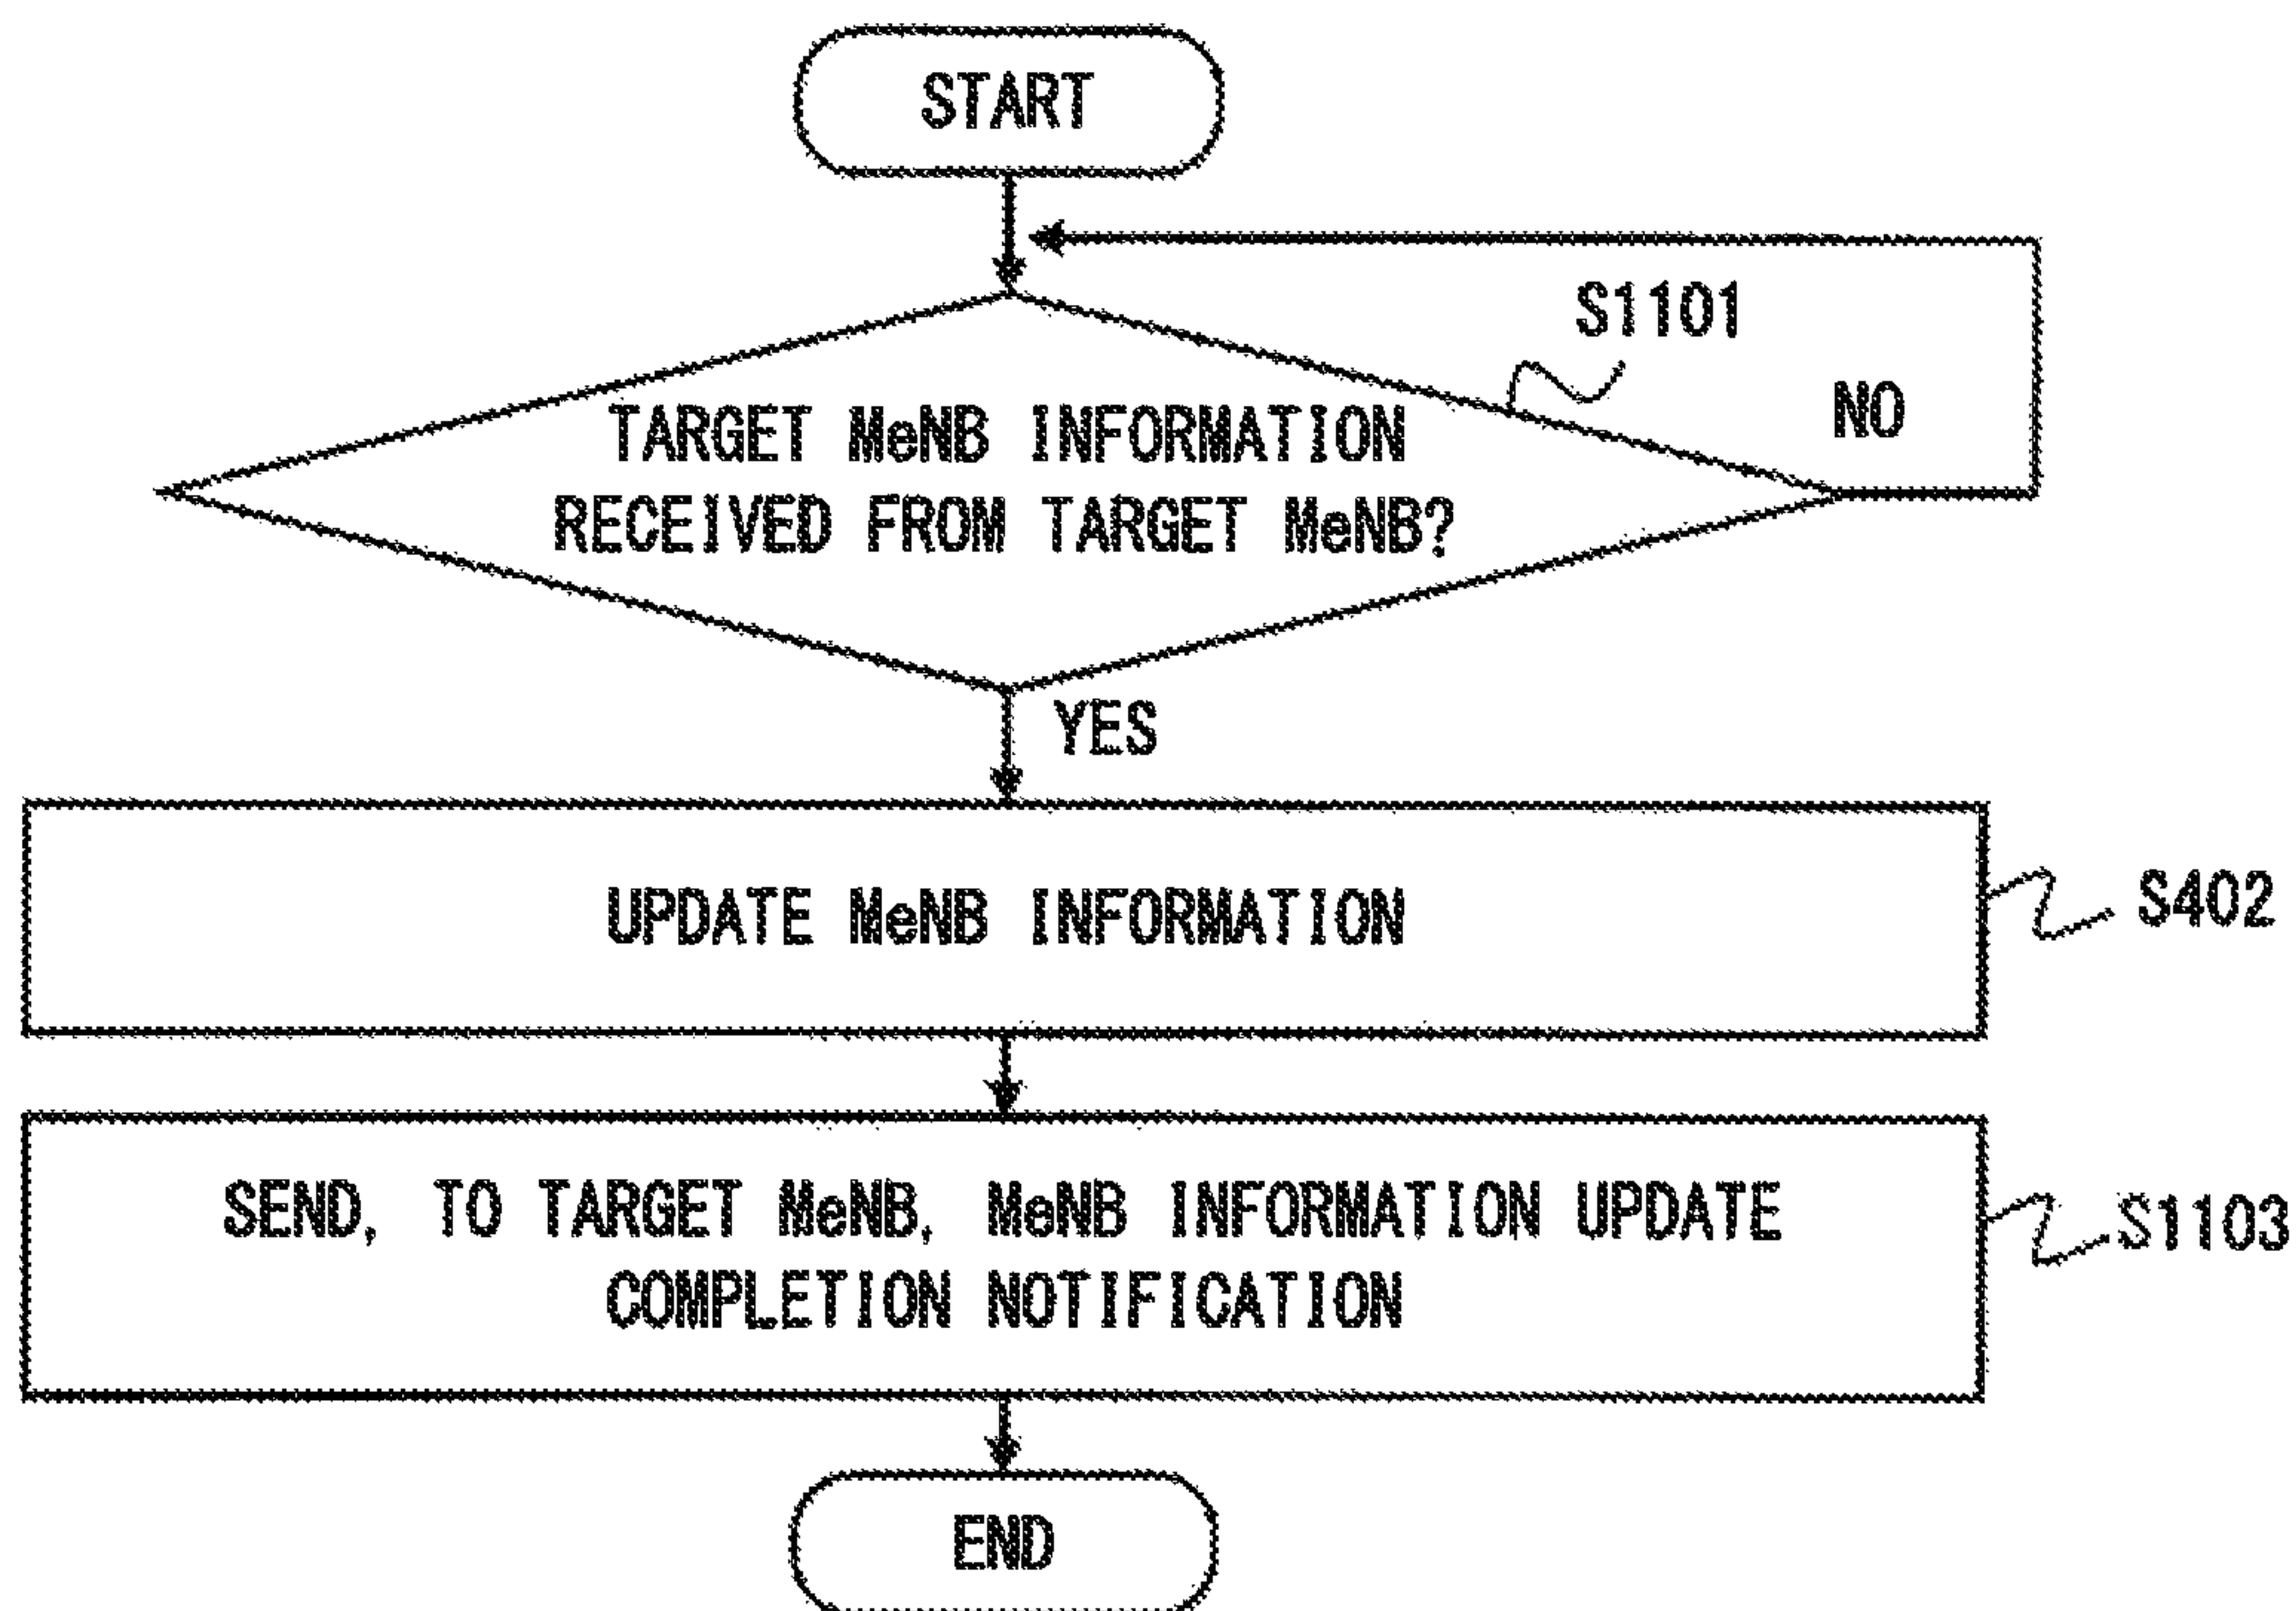 START
S1101
NO
TARGET MeNB INFORMATION
RECEIVED FROM TARGET MeNB?
YES
UPDATE MeNB INFORMATION
S402
SEND, TO TARGET MeNB, MeNB INFORMATION UPDATE
COMPLETION NOTIFICATION
S1103
END